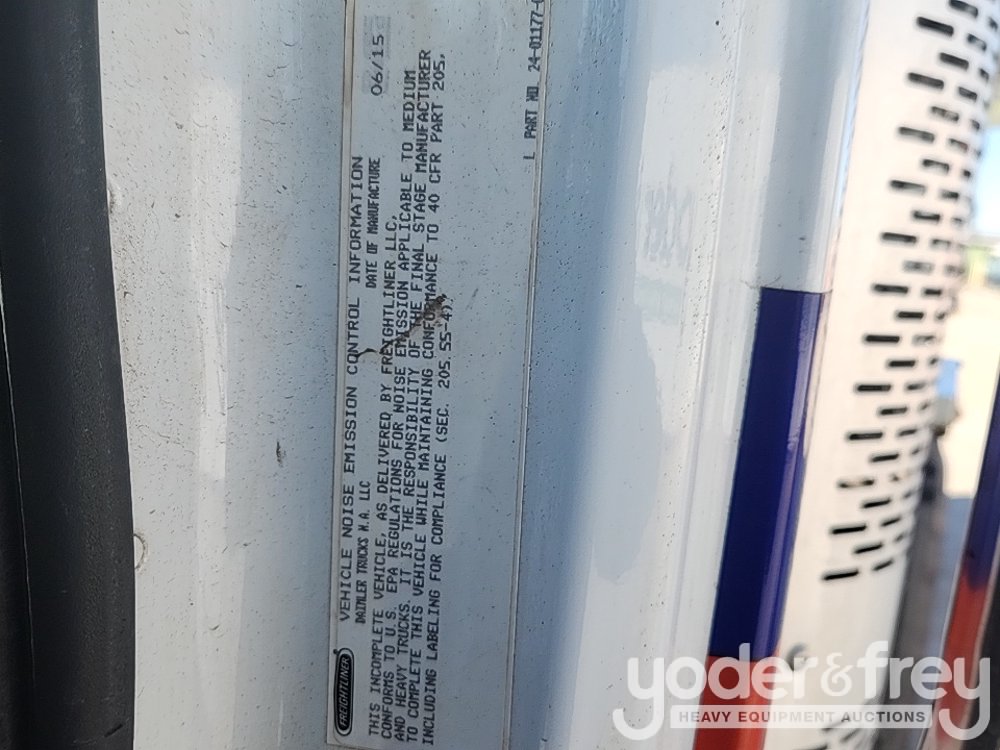 FREIGHTLINER
VEHICLE NOISE EMISSION CONTROL INFORMATION
DAIMLER TRUCKS N.A. LLC DATE OF MANUFACTURE 06/15
THIS INCOMPLETE VEHICLE, AS DELIVERED BY FREIGHTLINER LLC,
CONFORMS TO U.S. EPA REGULATIONS FOR NOISE EMISSION APPLICABLE TO MEDIUM
AND HEAVY TRUCKS. IT IS THE RESPONSIBILITY OF THE FINAL STAGE MANUFACTURER
TO COMPLETE THIS VEHICLE WHILE MAINTAINING CONFORMANCE TO 40 CFR PART 205,
INCLUDING LABELING FOR COMPLIANCE (SEC. 205.55-4).
L PART NO. 24-01177-0
yoder&frey
HEAVY EQUIPMENT AUCTIONS